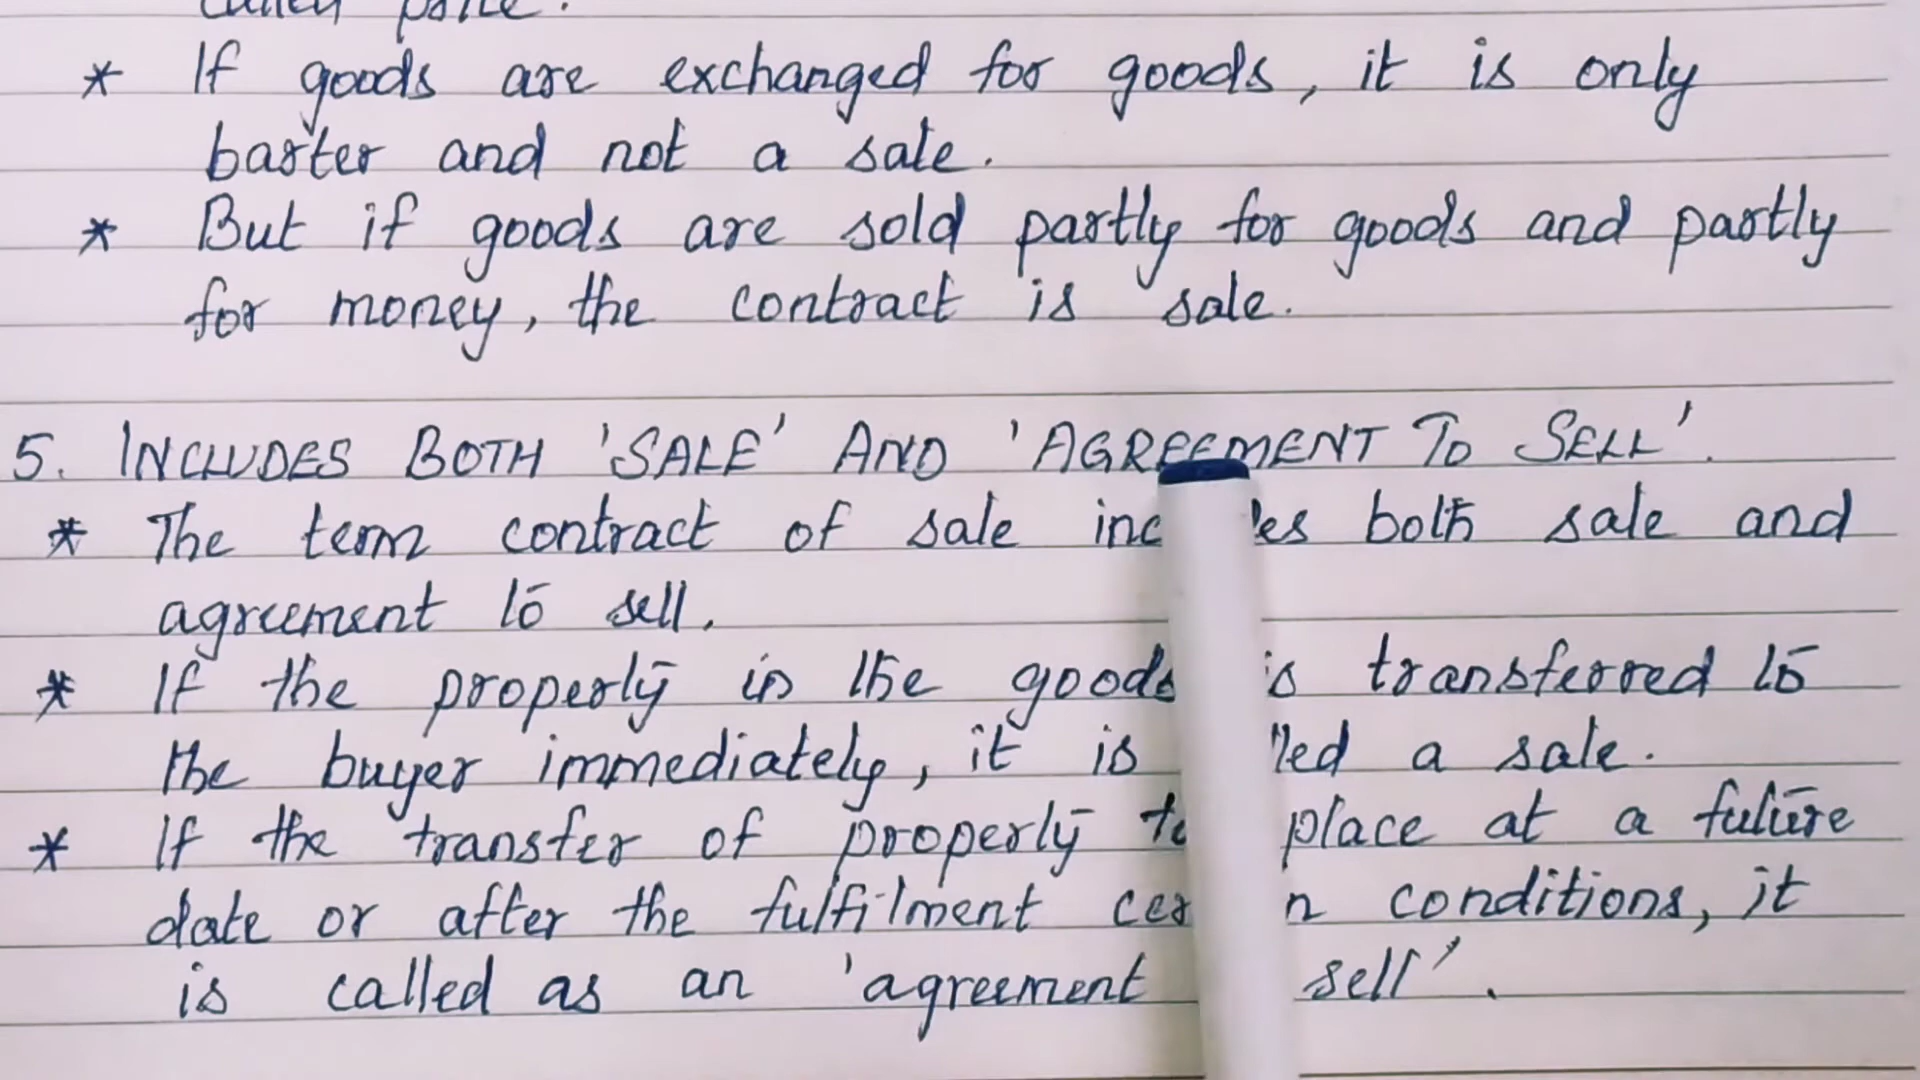 called price.
* If goods are exchanged for goods, it is only
barter and not a sale.
* But if goods are sold partly for goods and partly
for money, the contract is sale.
5. INCLUDES BOTH 'SALE' AND 'AGREEMENT TO SELL'.
* The term contract of sale inc es both sale and
agreement to sell.
* If the property in the goods is transferred to
the buyer immediately, it is led a sale.
* If the transfer of property place at a future
date or after the fulfilment conditions, it
is called as an 'agreement sell'.